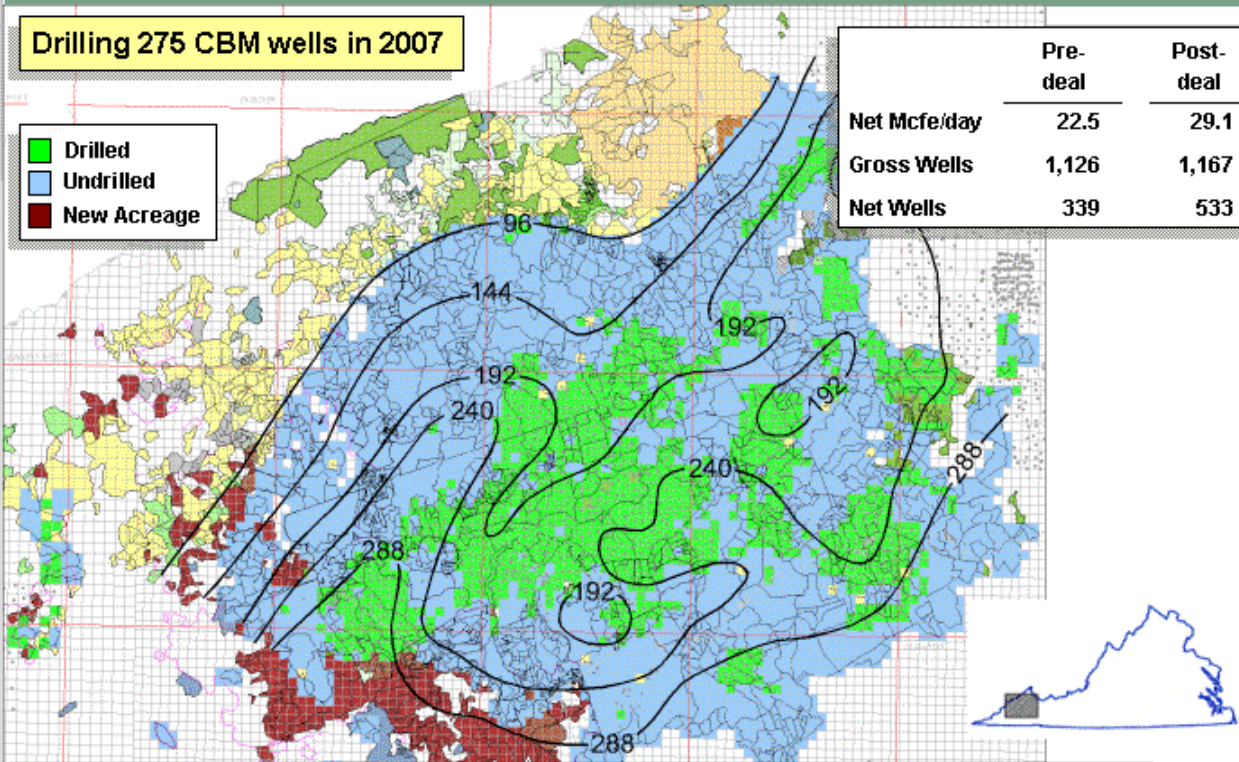 Drilling 275 CBM wells in 2007
Pre-
deal
Post-
deal
Net Mcfe/day 22.5 29.1
Gross Wells 1,126 1,167
Net Wells 339 533
Drilled
Undrilled
New Acreage
96
144
192
192
192
240
240
288
288
192
288